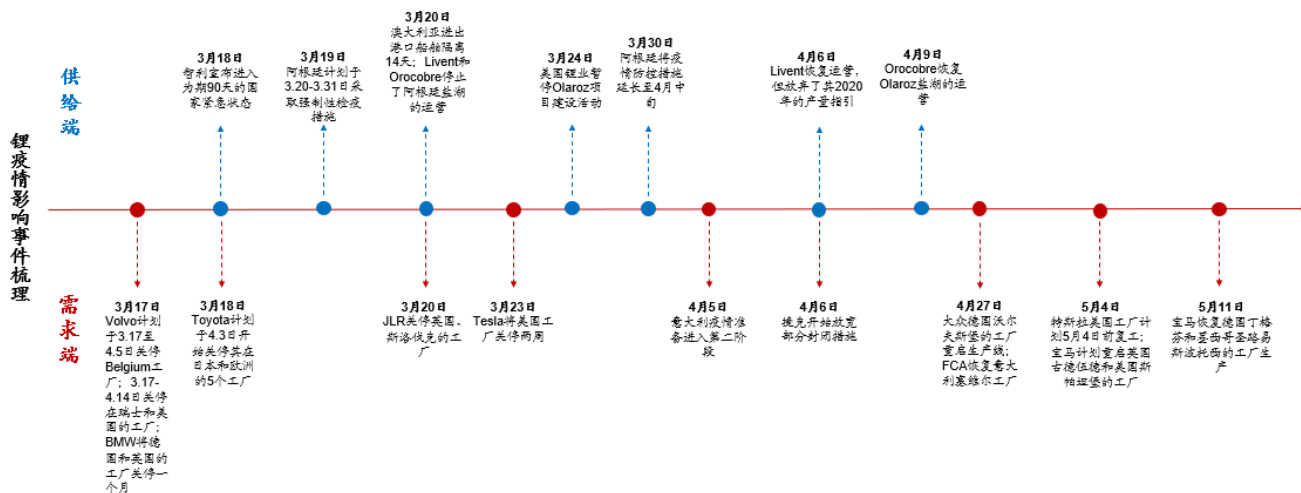 锂疫情影响事件梳理
供给端
3月18日
智利宣布进入
为期90天的国
家紧急状态
3月19日
阿根廷计划于
3.20-3.31日采
取强制性检疫
措施
3月20日
澳大利亚进出
港口船舶隔离
14天；Livent和
Orocobre停止
了阿根廷盐湖
的运营
3月24日
美国锂业暂
停Olaroz项
目建设活动
3月30日
阿根廷将疫
情防控措施
延长至4月中
旬
4月6日
Livent恢复运营，
但放弃了其2020
年的产量指引
4月9日
Orocobre恢复
Olaroz盐湖的运
营
需求端
3月17日
Volvo计划
于3.17至
4.5日关停
Belgium工
厂；3.17-
4.14日关停
在瑞士和美
国的工厂；
BMW将德
国和英国的
工厂关停一
个月
3月18日
Toyota计划
于4.3日开
始关停其在
日本和欧洲
的5个工厂
3月20日
JLR关停英国、
斯洛伐克的工
厂
3月23日
Tesla将美国工
厂关停两周
4月5日
意大利疫情准
备进入第二阶
段
4月6日
捷克开始放宽
部分封闭措施
4月27日
大众德国沃尔
夫斯堡的工厂
重启生产线；
FCA恢复意大
利塞维尔工厂
5月4日
特斯拉美国工厂计
划5月4日前复工；
宝马计划重启英国
古德伍德和美国斯
帕坦堡的工厂
5月11日
宝马恢复德国丁格
芬和墨西哥圣路易
斯波托西的工厂生
产